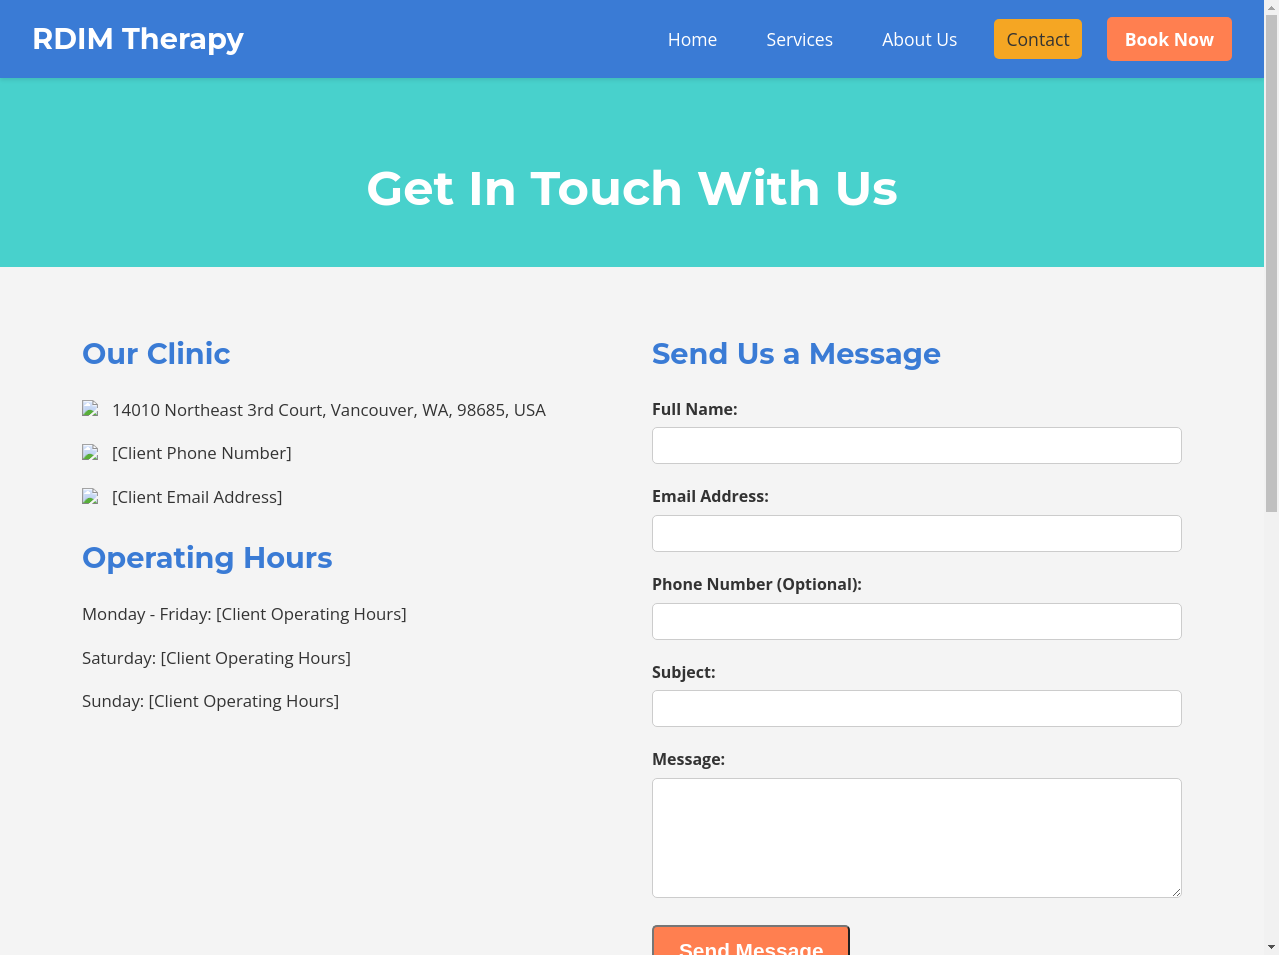 RDIM Therapy
Home
Services
About Us
Contact
Book Now
Get In Touch With Us
Our Clinic
14010 Northeast 3rd Court, Vancouver, WA, 98685, USA
[Client Phone Number]
[Client Email Address]
Operating Hours
Monday - Friday: [Client Operating Hours]
Saturday: [Client Operating Hours]
Sunday: [Client Operating Hours]
Send Us a Message
Full Name:
Email Address:
Phone Number (Optional):
Subject:
Message:
Send Message